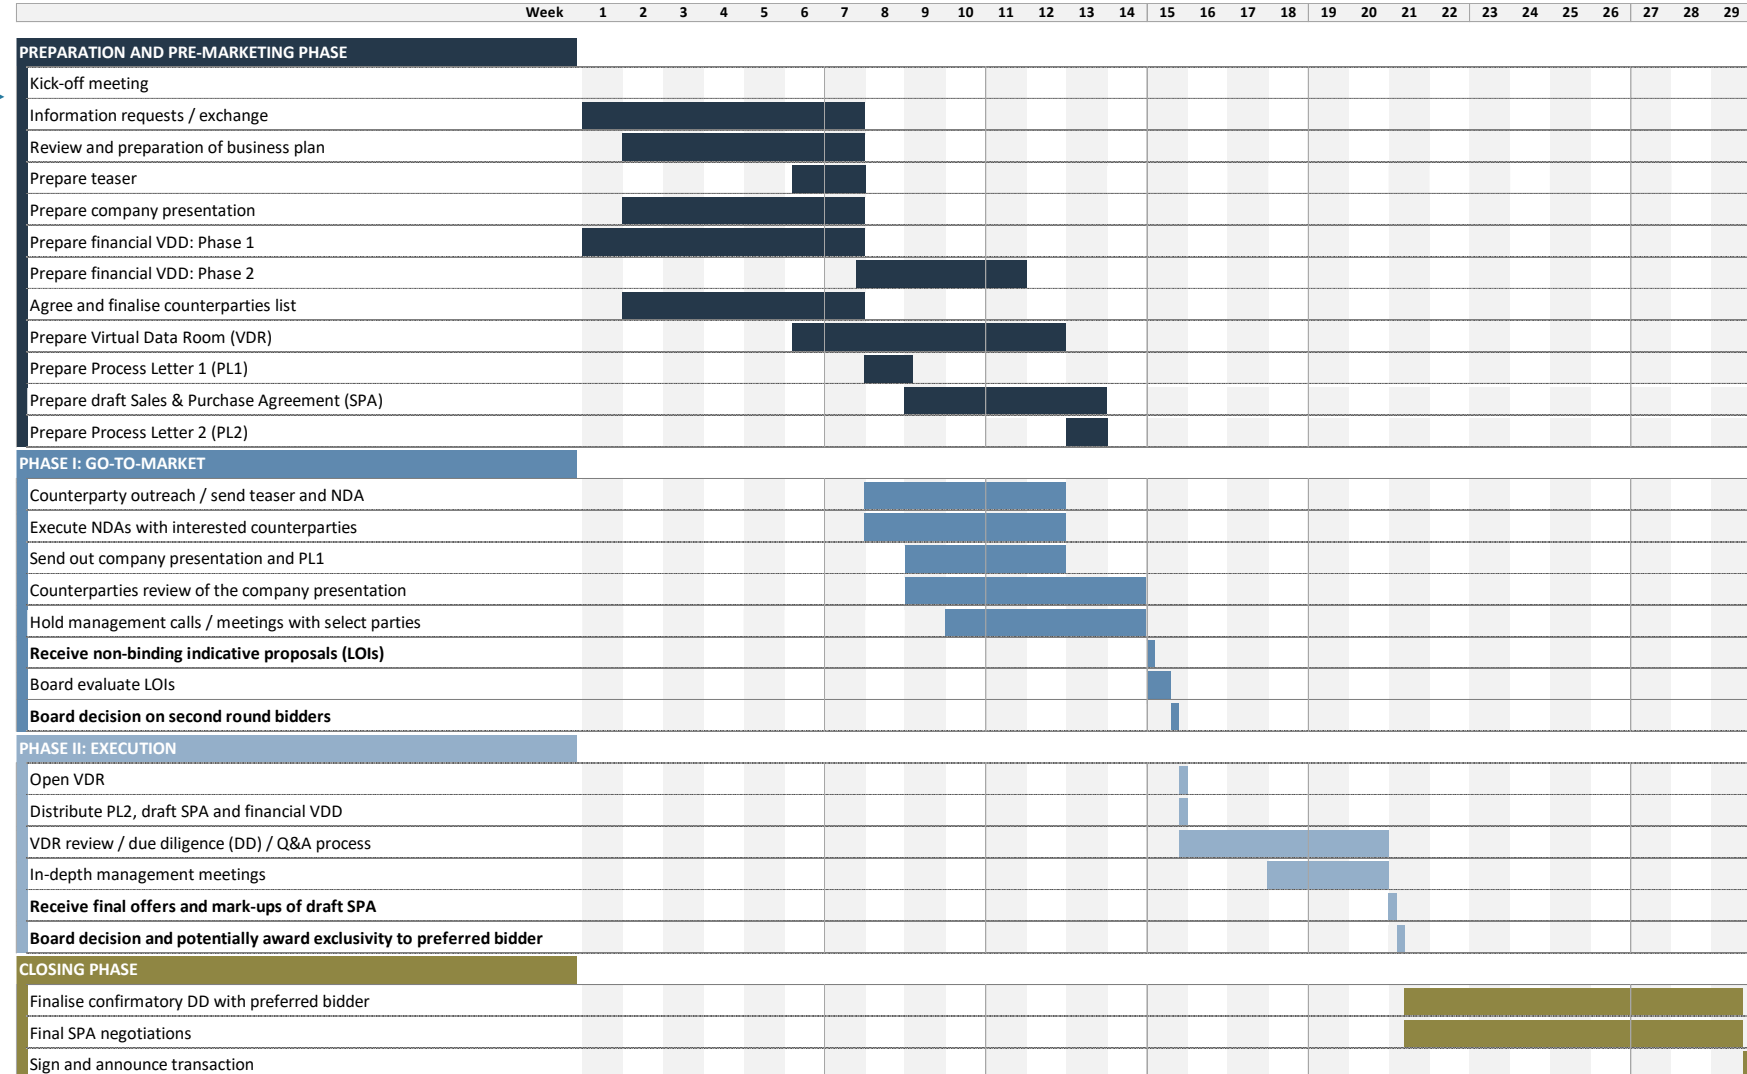 Week 1 2 3 4 5 6 7 8 9 10 11 12 13 14 15 16 17 18 19 20 21 22 23 24 25 26 27 28 29
PREPARATION AND PRE-MARKETING PHASE
Kick-off meeting
Information requests / exchange
Review and preparation of business plan
Prepare teaser
Prepare company presentation
Prepare financial VDD: Phase 1
Prepare financial VDD: Phase 2
Agree and finalise counterparties list
Prepare Virtual Data Room (VDR)
Prepare Process Letter 1 (PL1)
Prepare draft Sales & Purchase Agreement (SPA)
Prepare Process Letter 2 (PL2)
PHASE I: GO-TO-MARKET
Counterparty outreach / send teaser and NDA
Execute NDAs with interested counterparties
Send out company presentation and PL1
Counterparties review of the company presentation
Hold management calls / meetings with select parties
Receive non-binding indicative proposals (LOIs)
Board evaluate LOIs
Board decision on second round bidders
PHASE II: EXECUTION
Open VDR
Distribute PL2, draft SPA and financial VDD
VDR review / due diligence (DD) / Q&A process
In-depth management meetings
Receive final offers and mark-ups of draft SPA
Board decision and potentially award exclusivity to preferred bidder
CLOSING PHASE
Finalise confirmatory DD with preferred bidder
Final SPA negotiations
Sign and announce transaction